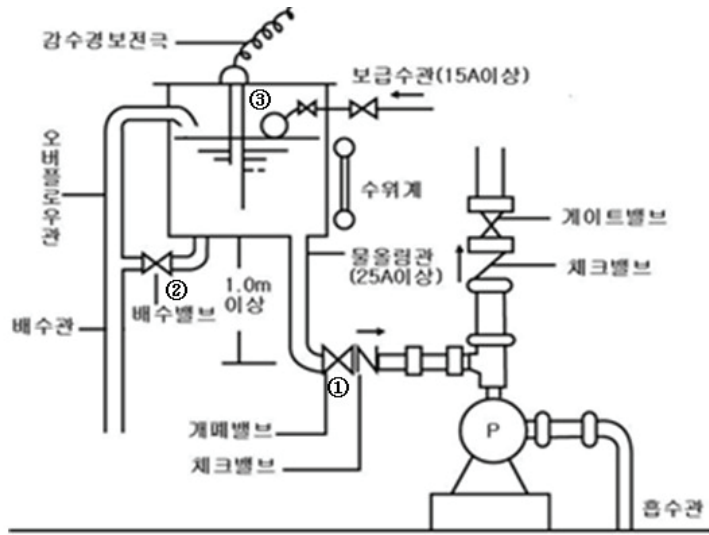 감수경보전극
③
보급수관(15A이상)
오버플로우관
수위계
게이트밸브
물올림관
(25A이상)
체크밸브
②
1.0m
이상
배수밸브
배수관
①
개폐밸브
체크밸브
P
흡수관